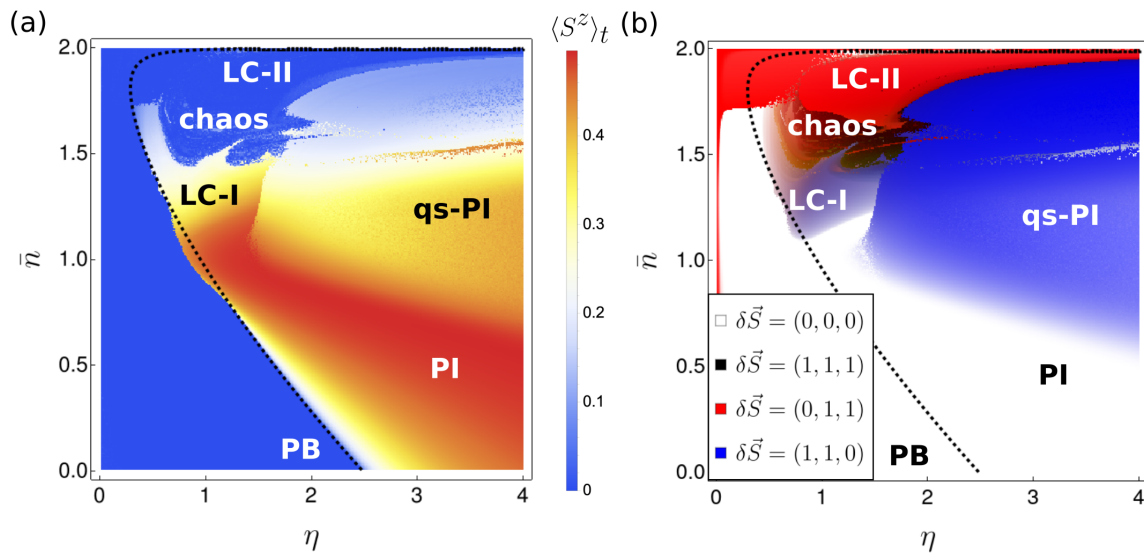 (a)
⟨S^z⟩_t
(b)
2.0
1.5
1.0
0.5
0.0
n̄
LC-II
chaos
LC-I
qs-PI
PI
PB
0
1
2
3
4
η
0.4
0.3
0.2
0.1
0
2.0
1.5
1.0
0.5
0.0
n̄
LC-II
chaos
LC-I
qs-PI
δS⃗ = (0, 0, 0)
δS⃗ = (1, 1, 1)
δS⃗ = (0, 1, 1)
δS⃗ = (1, 1, 0)
PI
PB
0
1
2
3
4
η